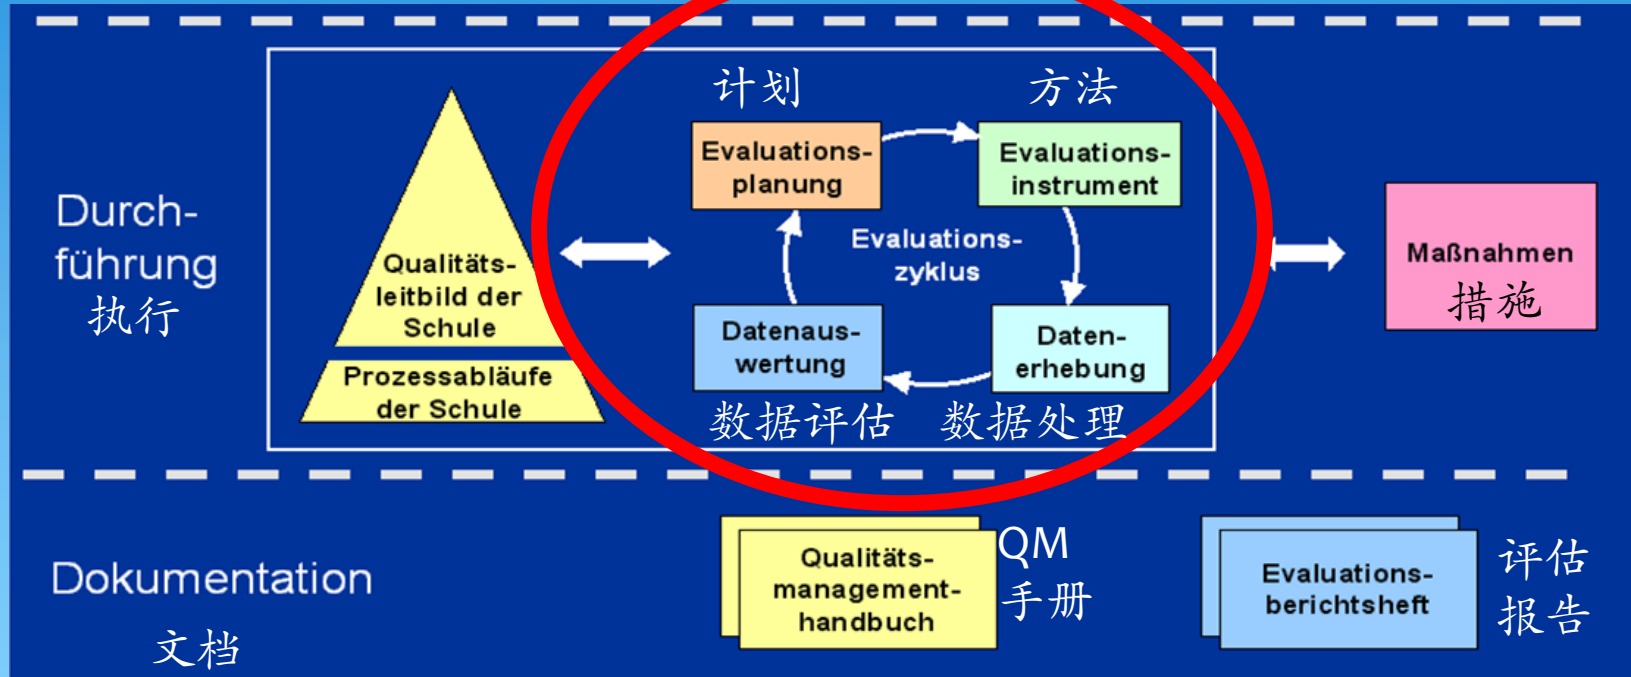 计划
方法
Evaluations-
planung
Evaluations-
instrument
Durch-
führung
执行
Qualitäts-
leitbild der
Schule
Prozessabläufe
der Schule
Evaluations-
zyklus
Maßnahmen
措施
Datenaus-
wertung
Daten-
erhebung
数据评估
数据处理
Dokumentation
文档
Qualitäts-
management-
handbuch
QM
手册
Evaluations-
berichtsheft
评估
报告